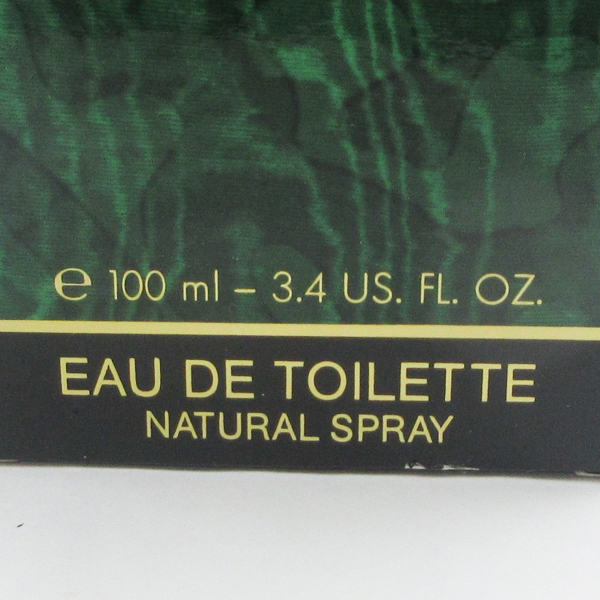 ℮ 100 ml – 3.4 US. FL. OZ.
EAU DE TOILETTE
NATURAL SPRAY